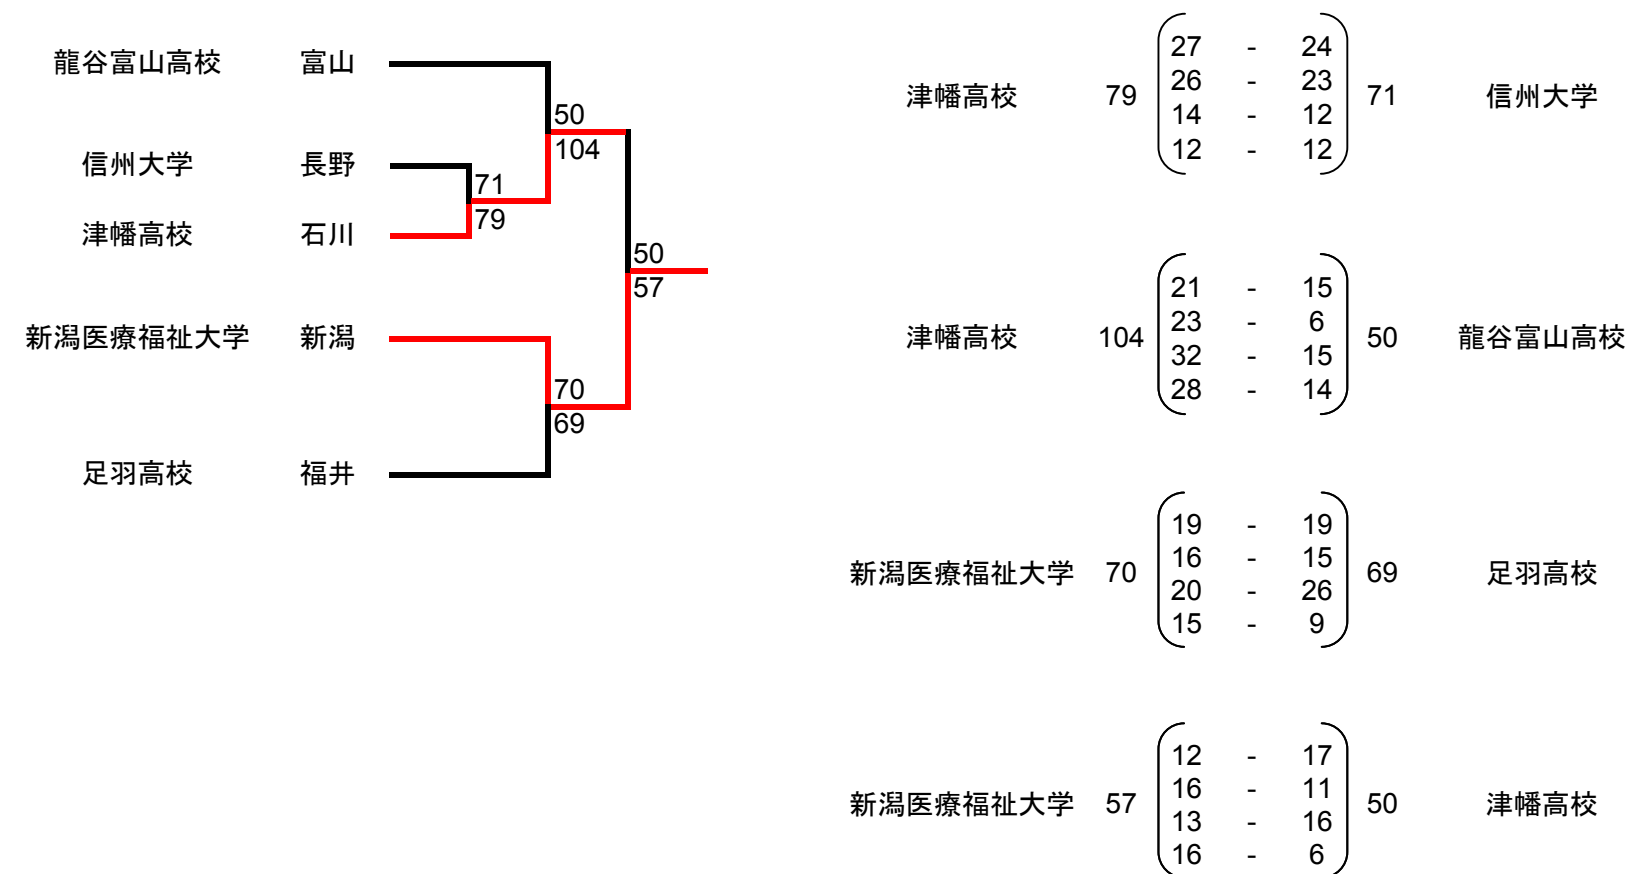 龍谷富山高校 富山
50
104
信州大学 長野
71
79
津幡高校 石川
50
57
新潟医療福祉大学 新潟
70
69
足羽高校 福井
27 - 24
26 - 23
津幡高校 79 71 信州大学
14 - 12
12 - 12
21 - 15
23 - 6
津幡高校 104 50 龍谷富山高校
32 - 15
28 - 14
19 - 19
16 - 15
新潟医療福祉大学 70 69 足羽高校
20 - 26
15 - 9
12 - 17
16 - 11
新潟医療福祉大学 57 50 津幡高校
13 - 16
16 - 6